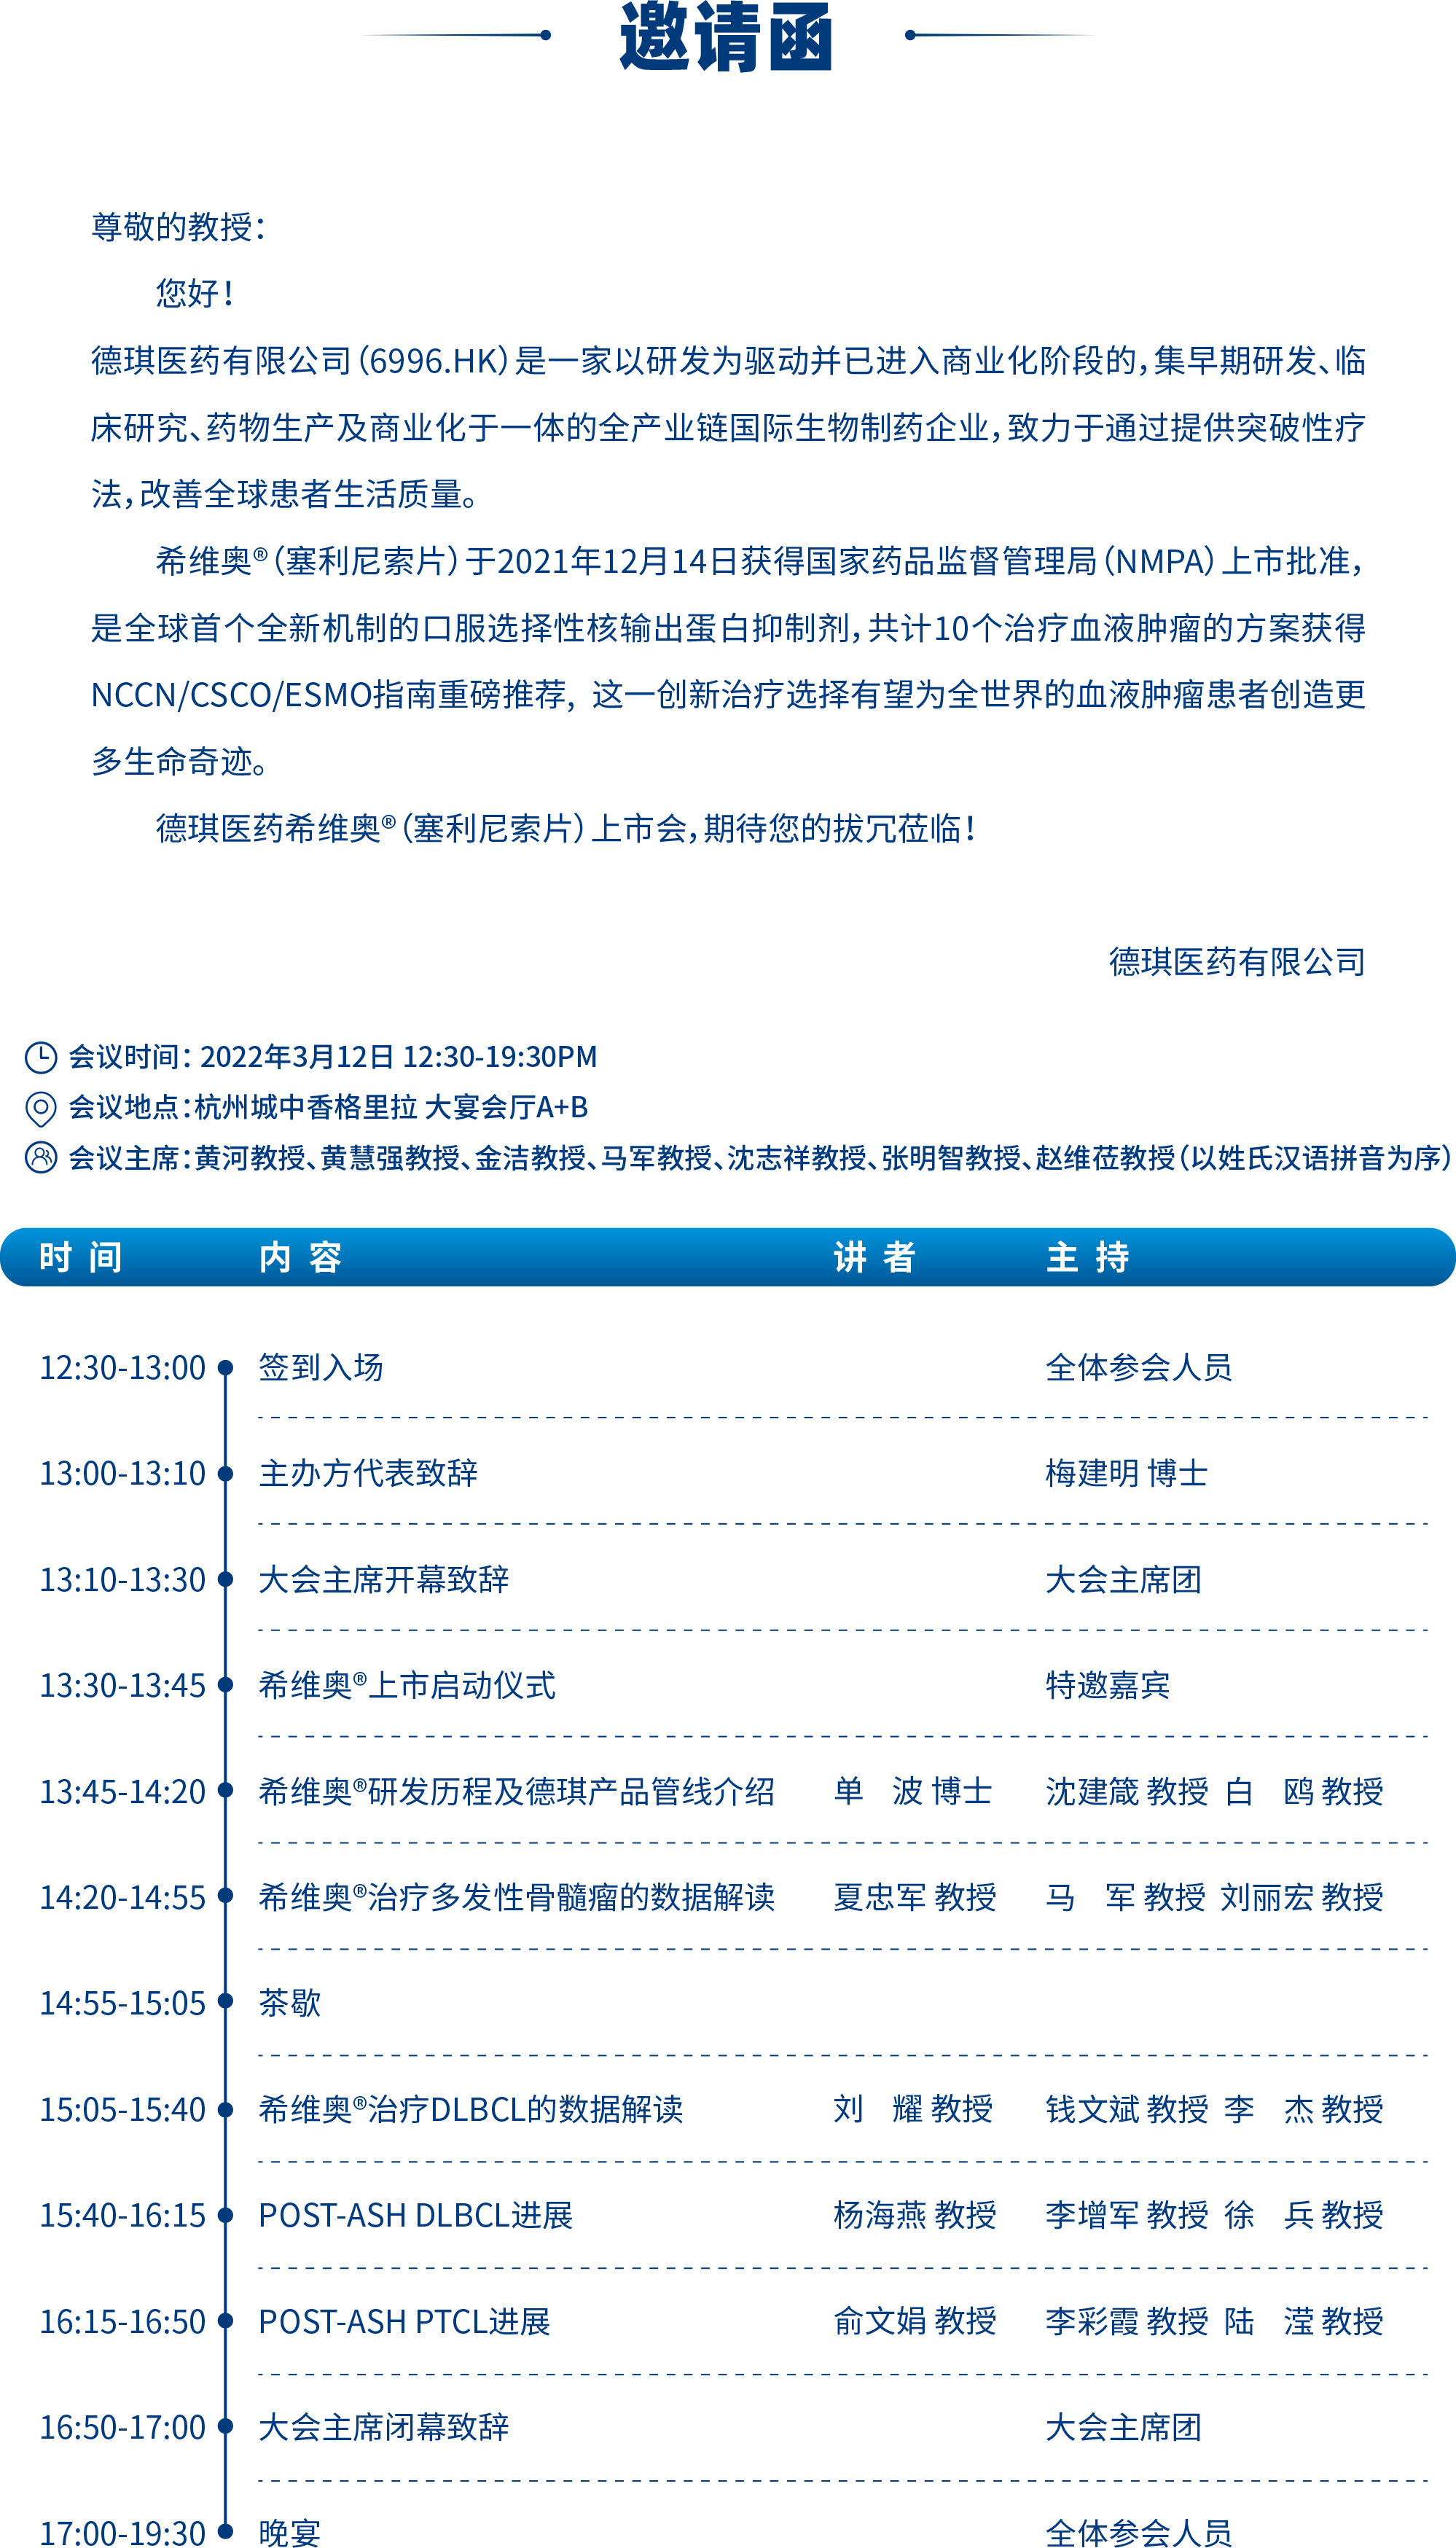 邀请函
尊敬的教授：
您好！
德琪医药有限公司（6996.HK）是一家以研发为驱动并已进入商业化阶段的，集早期研发、临
床研究、药物生产及商业化于一体的全产业链国际生物制药企业，致力于通过提供突破性疗
法，改善全球患者生活质量。
希维奥®（塞利尼索片）于2021年12月14日获得国家药品监督管理局（NMPA）上市批准，
是全球首个全新机制的口服选择性核输出蛋白抑制剂，共计10个治疗血液肿瘤的方案获得
NCCN/CSCO/ESMO指南重磅推荐，这一创新治疗选择有望为全世界的血液肿瘤患者创造更
多生命奇迹。
德琪医药希维奥®（塞利尼索片）上市会，期待您的拔冗莅临！
德琪医药有限公司
会议时间：2022年3月12日 12:30-19:30PM
会议地点：杭州城中香格里拉 大宴会厅A+B
会议主席：黄河教授、黄慧强教授、金洁教授、马军教授、沈志祥教授、张明智教授、赵维莅教授（以姓氏汉语拼音为序）
时 间 内 容 讲 者 主 持
12:30-13:00 签到入场 全体参会人员
13:00-13:10 主办方代表致辞 梅建明 博士
13:10-13:30 大会主席开幕致辞 大会主席团
13:30-13:45 希维奥®上市启动仪式 特邀嘉宾
13:45-14:20 希维奥®研发历程及德琪产品管线介绍 单 波 博士 沈建箴 教授 白 鸥 教授
14:20-14:55 希维奥®治疗多发性骨髓瘤的数据解读 夏忠军 教授 马 军 教授 刘丽宏 教授
14:55-15:05 茶歇
15:05-15:40 希维奥®治疗DLBCL的数据解读 刘 耀 教授 钱文斌 教授 李 杰 教授
15:40-16:15 POST-ASH DLBCL进展 杨海燕 教授 李增军 教授 徐 兵 教授
16:15-16:50 POST-ASH PTCL进展 俞文娟 教授 李彩霞 教授 陆 滢 教授
16:50-17:00 大会主席闭幕致辞 大会主席团
17:00-19:30 晚宴 全体参会人员